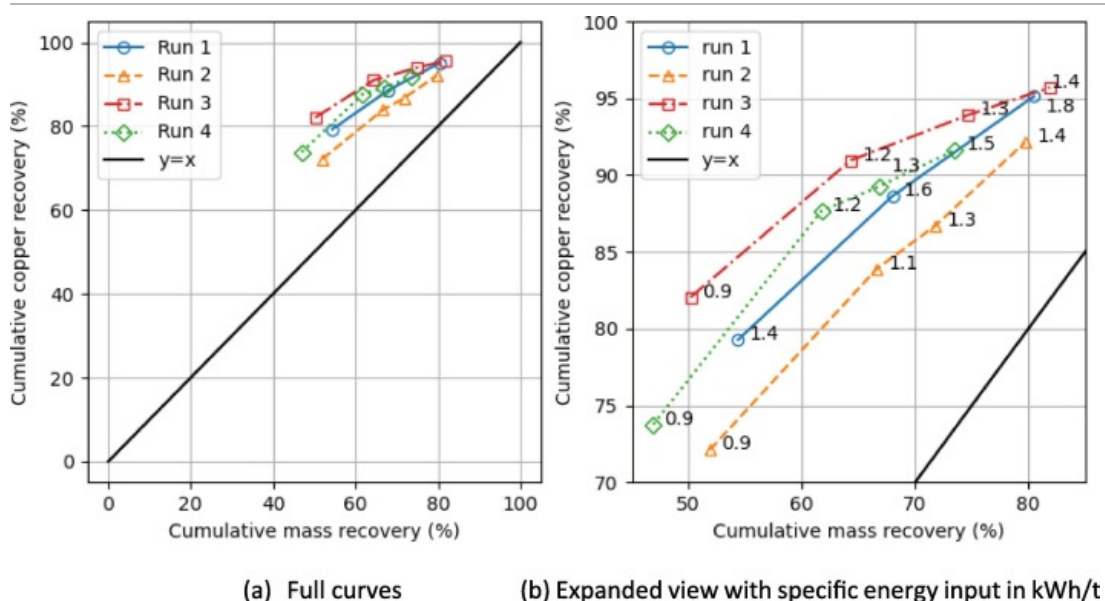 Run 1
Run 2
Run 3
Run 4
y=x
100
80
60
40
20
0
Cumulative copper recovery (%)
0 20 40 60 80 100
Cumulative mass recovery (%)
(a) Full curves
run 1
run 2
run 3
run 4
y=x
100
95
90
85
80
75
70
Cumulative copper recovery (%)
1.4
1.8
1.3
1.4
1.5
1.2
1.3
1.6
1.2
1.3
1.1
0.9
1.4
0.9
0.9
50 60 70 80
Cumulative mass recovery (%)
(b) Expanded view with specific energy input in kWh/t